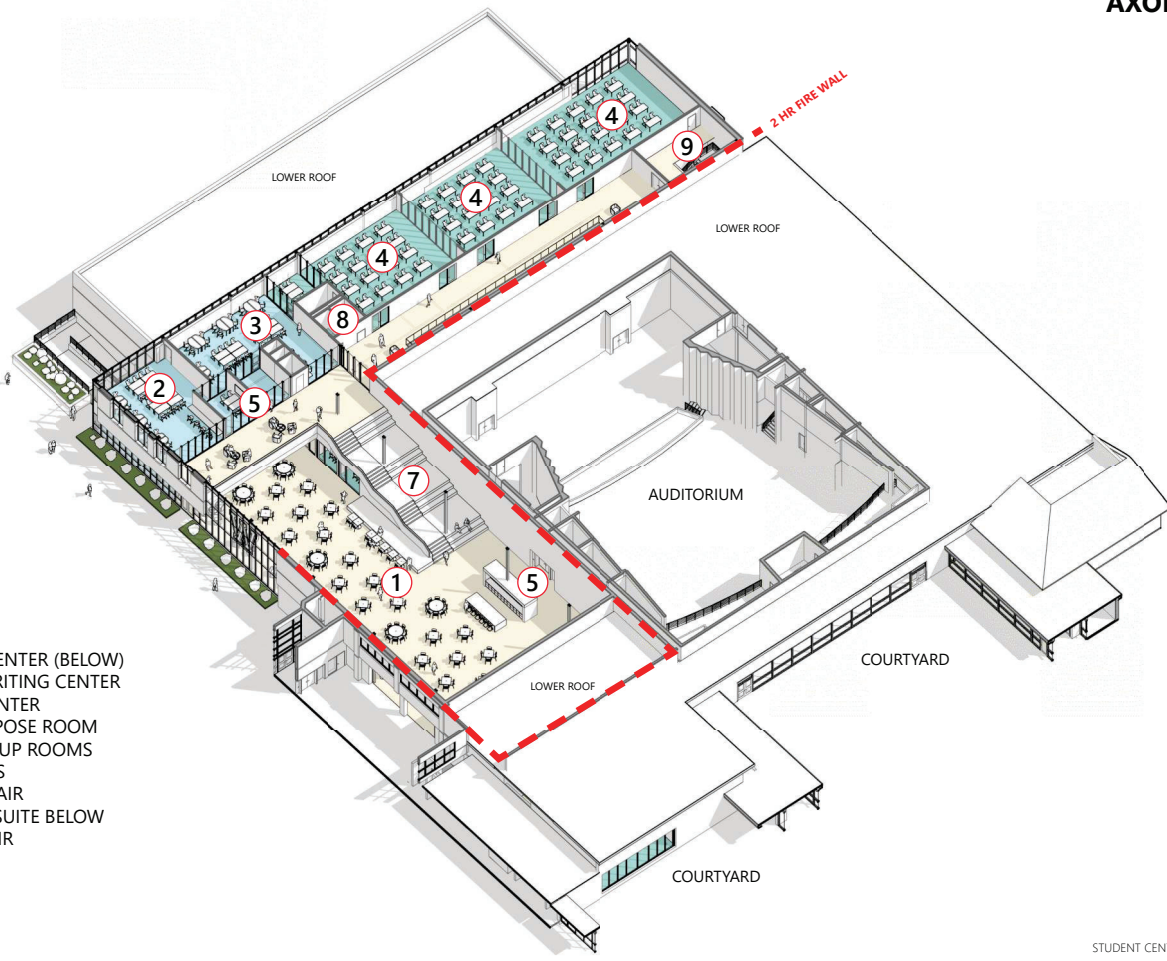 AXO
2 HR FIRE WALL
4
9
LOWER ROOF
4
LOWER ROOF
4
3
8
2
5
7
AUDITORIUM
1
5
ENTER (BELOW)
RITING CENTER
NTER
POSE ROOM
UP ROOMS
S
AIR
SUITE BELOW
IR
COURTYARD
LOWER ROOF
COURTYARD
STUDENT CEN